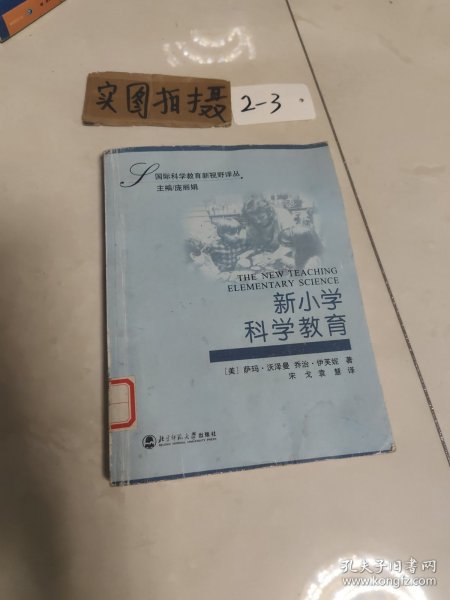 实图拍摄
2-3
国际科学教育新视野译丛
主编/庞丽娟
THE NEW TEACHING
ELEMENTARY SCIENCE
新小学
科学教育
[美] 萨玛·沃泽曼 乔治·伊芙妮 著
宋戈 袁慧 译
北京师范大学出版社
孔夫子旧书网
www.kongfz.com